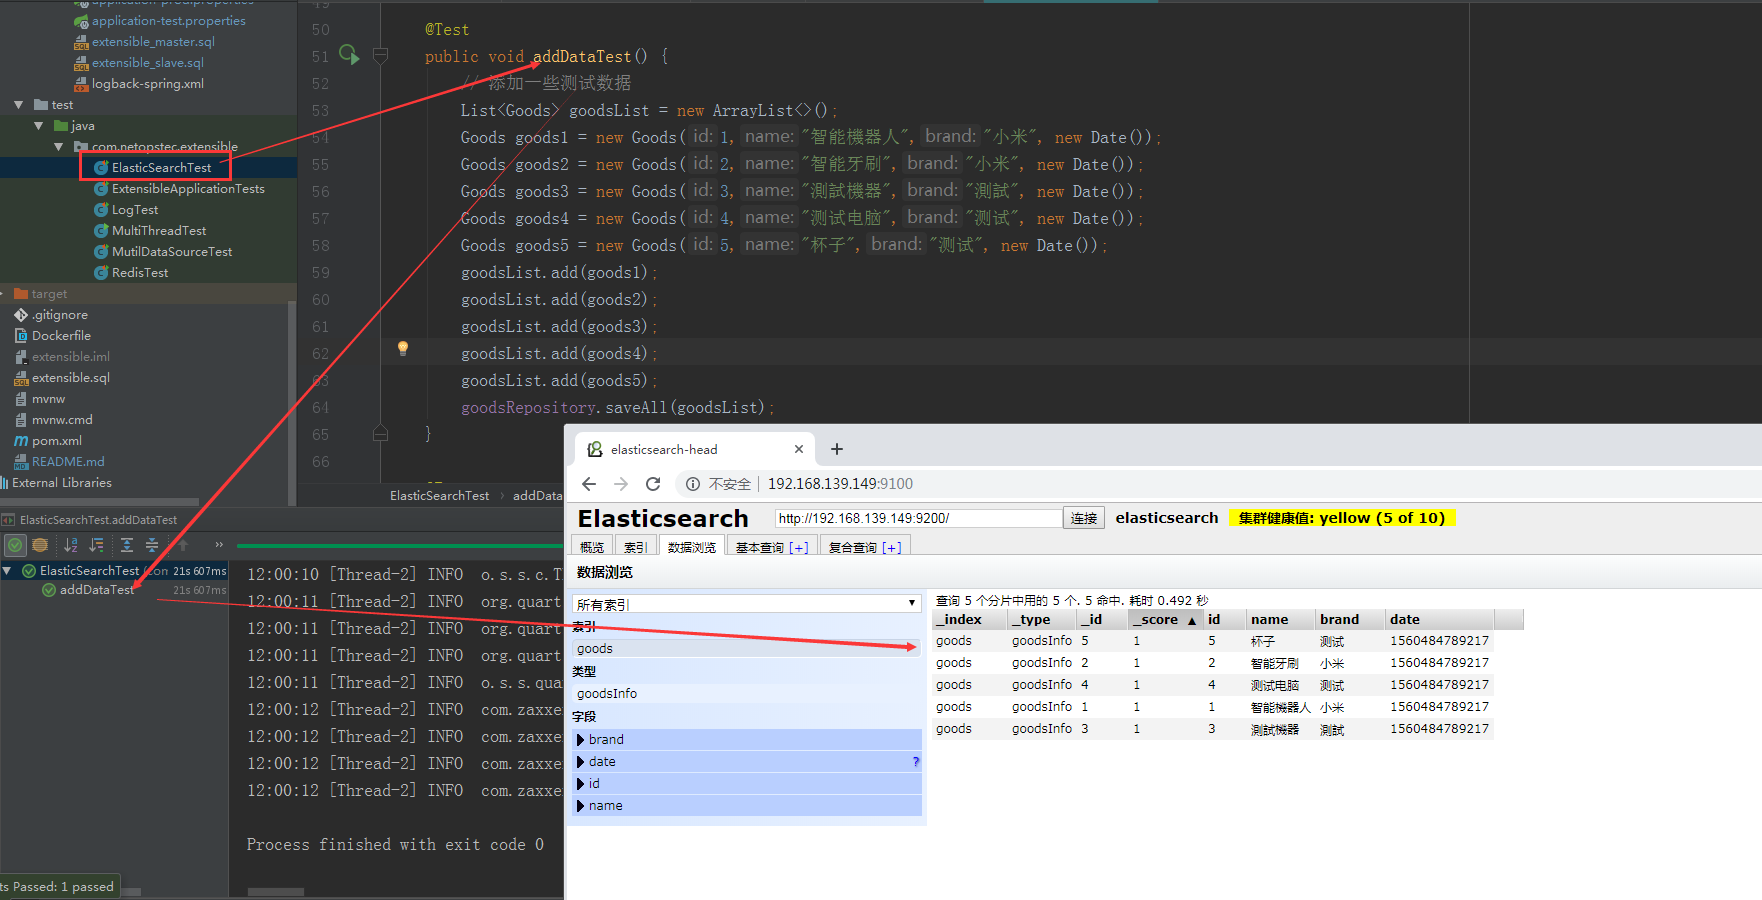 application-prod.properties
application-test.properties
extensible_master.sql
extensible_slave.sql
logback-spring.xml
test
java
com.netopstec.extensible
ElasticSearchTest
ExtensibleApplicationTests
LogTest
MultiThreadTest
MutilDataSourceTest
RedisTest
target
.gitignore
Dockerfile
extensible.iml
extensible.sql
mvnw
mvnw.cmd
pom.xml
README.md
External Libraries
49
50 @Test
51 public void addDataTest() {
52 // 添加一些测试数据
53 List<Goods> goodsList = new ArrayList<>();
54 Goods goods1 = new Goods( id: 1, name: "智能機器人", brand: "小米", new Date());
55 Goods goods2 = new Goods( id: 2, name: "智能牙刷", brand: "小米", new Date());
56 Goods goods3 = new Goods( id: 3, name: "測試機器", brand: "測試", new Date());
57 Goods goods4 = new Goods( id: 4, name: "测试电脑", brand: "测试", new Date());
58 Goods goods5 = new Goods( id: 5, name: "杯子", brand: "测试", new Date());
59 goodsList.add(goods1);
60 goodsList.add(goods2);
61 goodsList.add(goods3);
62 goodsList.add(goods4);
63 goodsList.add(goods5);
64 goodsRepository.saveAll(goodsList);
65 }
66
ElasticSearchTest › addData
ElasticSearchTest.addDataTest
»
ElasticSearchTest (con 21s 607ms
addDataTest 21s 607ms
12:00:10 [Thread-2] INFO o.s.s.c.T
12:00:11 [Thread-2] INFO org.quart
12:00:11 [Thread-2] INFO org.quart
12:00:11 [Thread-2] INFO org.quart
12:00:11 [Thread-2] INFO o.s.s.qua
12:00:12 [Thread-2] INFO com.zaxxe
12:00:12 [Thread-2] INFO com.zaxxe
12:00:12 [Thread-2] INFO com.zaxxe
12:00:12 [Thread-2] INFO com.zaxxe
Process finished with exit code 0
ts Passed: 1 passed
elasticsearch-head
不安全 | 192.168.139.149:9100
Elasticsearch http://192.168.139.149:9200/ 连接 elasticsearch 集群健康值: yellow (5 of 10)
概览 索引 数据浏览 基本查询 [+] 复合查询 [+]
数据浏览
所有索引
索引
goods
类型
goodsInfo
字段
brand
date ?
id
name
查询 5 个分片中用的 5 个. 5 命中. 耗时 0.492 秒
_index _type _id _score ▲ id name brand date
goods goodsInfo 5 1 5 杯子 测试 1560484789217
goods goodsInfo 2 1 2 智能牙刷 小米 1560484789217
goods goodsInfo 4 1 4 测试电脑 测试 1560484789217
goods goodsInfo 1 1 1 智能機器人 小米 1560484789217
goods goodsInfo 3 1 3 測試機器 測試 1560484789217